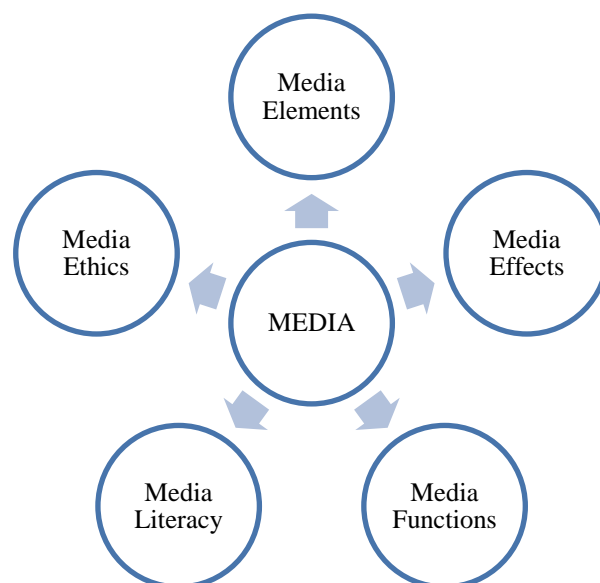 Media
Elements
Media
Ethics
Media
Effects
MEDIA
Media
Literacy
Media
Functions